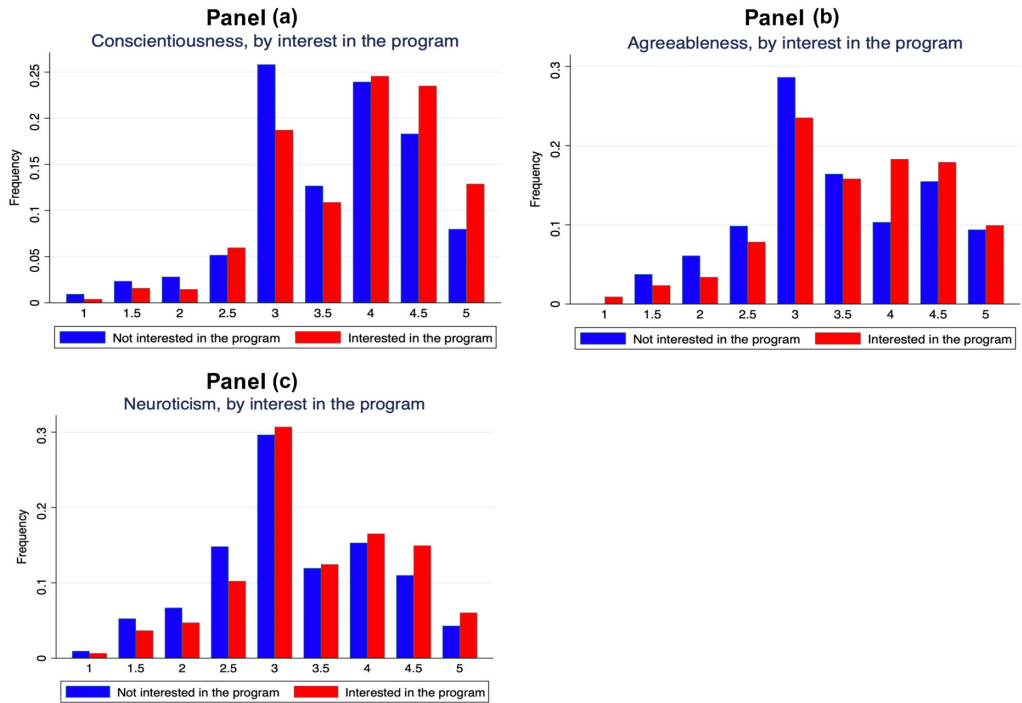 Panel (a)
Conscientiousness, by interest in the program
Frequency
0.25
0.2
0.15
0.1
0.05
0
1 1.5 2 2.5 3 3.5 4 4.5 5
Not interested in the program Interested in the program
Panel (b)
Agreeableness, by interest in the program
Frequency
0.3
0.2
0.1
0
1 1.5 2 2.5 3 3.5 4 4.5 5
Not interested in the program Interested in the program
Panel (c)
Neuroticism, by interest in the program
Frequency
0.3
0.2
0.1
0
1 1.5 2 2.5 3 3.5 4 4.5 5
Not interested in the program Interested in the program